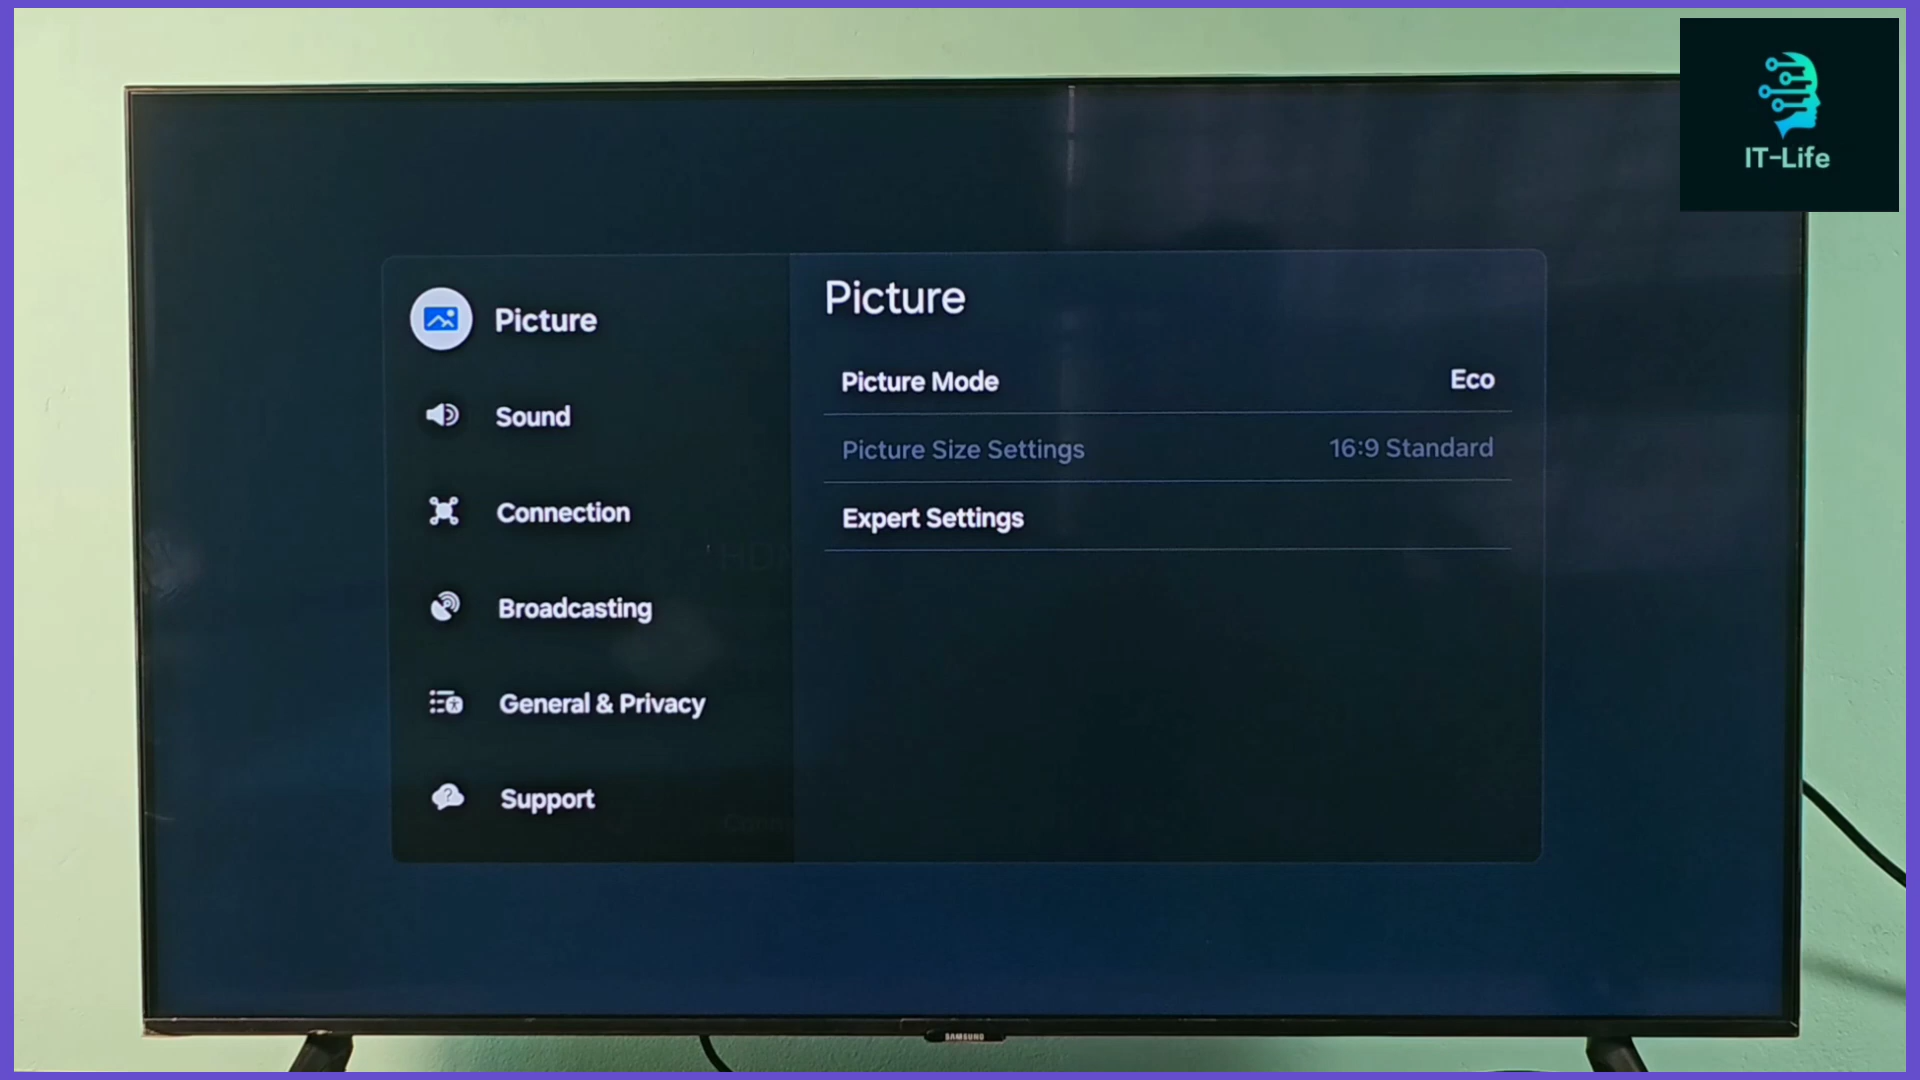 IT-Life
Picture
Sound
Connection
Broadcasting
General & Privacy
Support
Picture
Picture Mode Eco
Picture Size Settings 16:9 Standard
Expert Settings
HDM
SAMSUNG